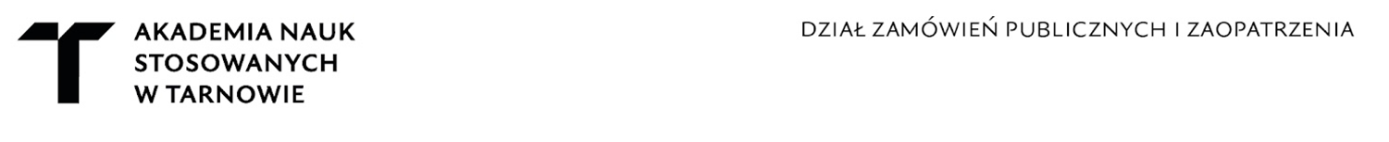 AKADEMIA NAUK
STOSOWANYCH
W TARNOWIE
DZIAŁ ZAMÓWIEŃ PUBLICZNYCH I ZAOPATRZENIA